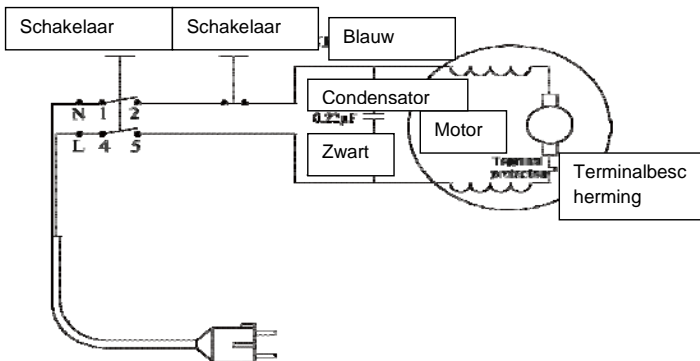 Schakelaar
Schakelaar
Blauw
Condensator
0.22μF
Motor
Zwart
N 1 2
L 4 5
Terminalbesc
herming